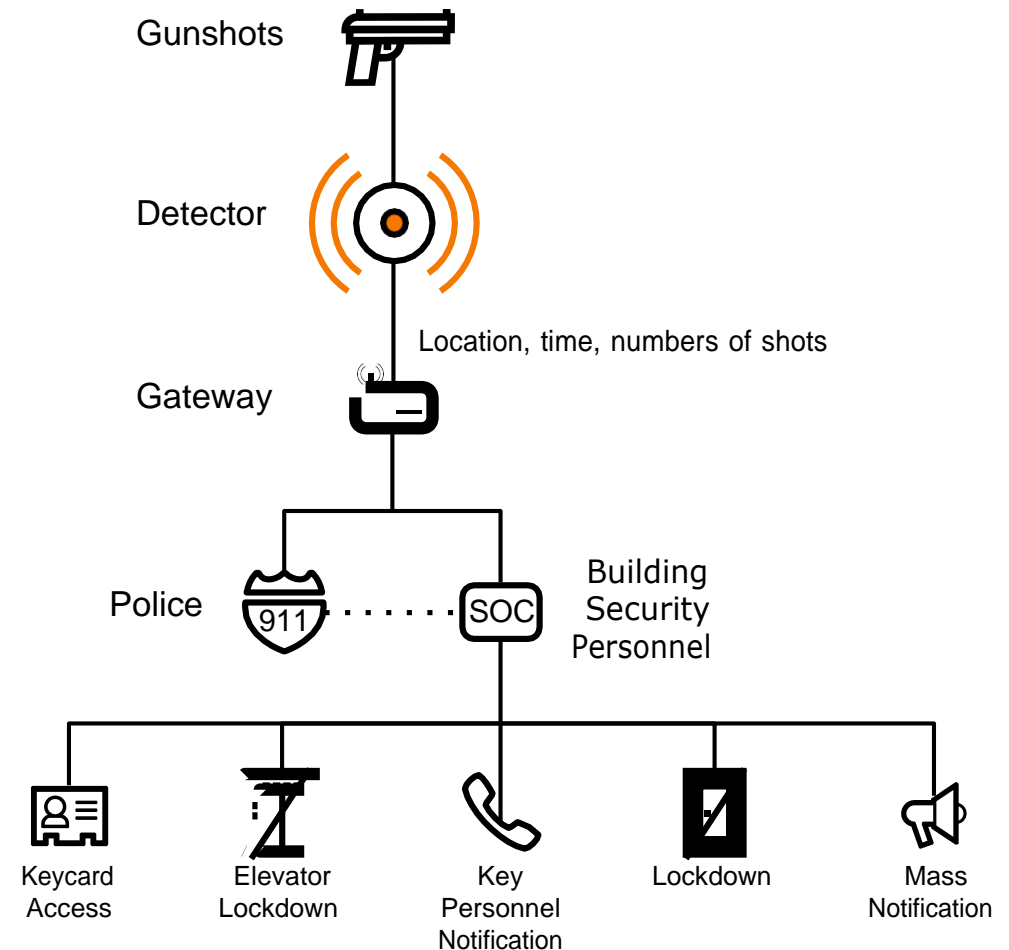 Gunshots
Detector
Location, time, numbers of shots
Gateway
Police
911
SOC
Building
Security
Personnel
Keycard
Access
Elevator
Lockdown
Key
Personnel
Notification
Lockdown
Mass
Notification